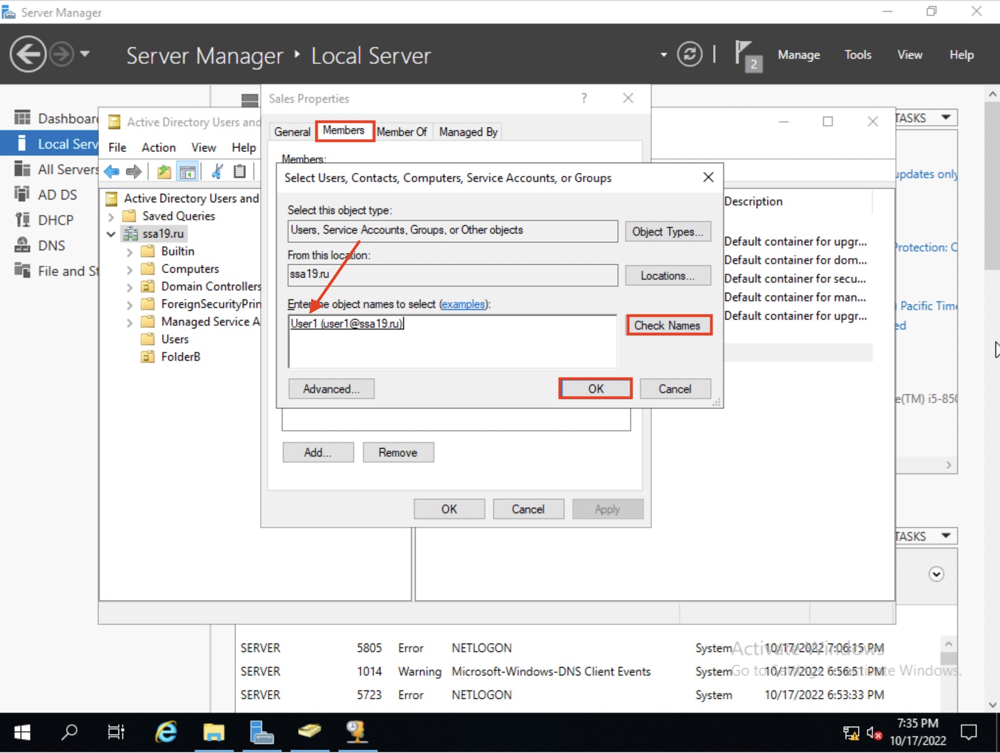 Server Manager
Server Manager ‣ Local Server
2
Manage
Tools
View
Help
Dashboard
Local Serv
All Servers
AD DS
DHCP
DNS
File and St
Active Directory Users and
File
Action
View
Help
Active Directory Users and
Saved Queries
ssa19.ru
Builtin
Computers
Domain Controllers
ForeignSecurityPrin
Managed Service A
Users
FolderB
Sales Properties
?
General
Members
Member Of
Managed By
Members:
Select Users, Contacts, Computers, Service Accounts, or Groups
Select this object type:
Users, Service Accounts, Groups, or Other objects
Object Types...
From this location:
ssa19.ru
Locations...
Enter the object names to select (examples):
User1 (user1@ssa19.ru)
Check Names
Advanced...
OK
Cancel
Add...
Remove
OK
Cancel
Apply
Description
Default container for upgr...
Default container for dom...
Default container for secu...
Default container for man...
Default container for upgr...
TASKS
updates only
Protection: O
) Pacific Time
ed
e(TM) i5-850
TASKS
SERVER 5805 Error NETLOGON System 10/17/2022 7:06:15 PM
SERVER 1014 Warning Microsoft-Windows-DNS Client Events System 10/17/2022 6:56:51 PM
SERVER 5723 Error NETLOGON System 10/17/2022 6:53:33 PM
Activate Windows
Go to Settings to activate Windows.
7:35 PM
10/17/2022